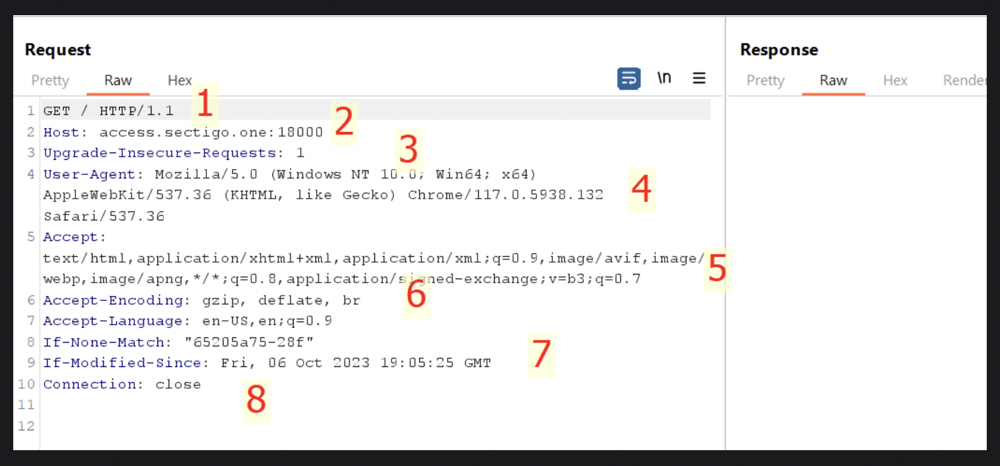 Request
Response
Pretty Raw Hex \n
Pretty Raw Hex Render
1 GET / HTTP/1.1 1
2 Host: access.sectigo.one:18000 2
3 Upgrade-Insecure-Requests: 1 3
4 User-Agent: Mozilla/5.0 (Windows NT 10.0; Win64; x64)
AppleWebKit/537.36 (KHTML, like Gecko) Chrome/117.0.5938.132 4
Safari/537.36
5 Accept:
text/html,application/xhtml+xml,application/xml;q=0.9,image/avif,image/ 5
webp,image/apng,*/*;q=0.8,application/signed-exchange;v=b3;q=0.7
6 Accept-Encoding: gzip, deflate, br 6
7 Accept-Language: en-US,en;q=0.9
8 If-None-Match: "65205a75-28f"
9 If-Modified-Since: Fri, 06 Oct 2023 19:05:25 GMT 7
10 Connection: close 8
11
12